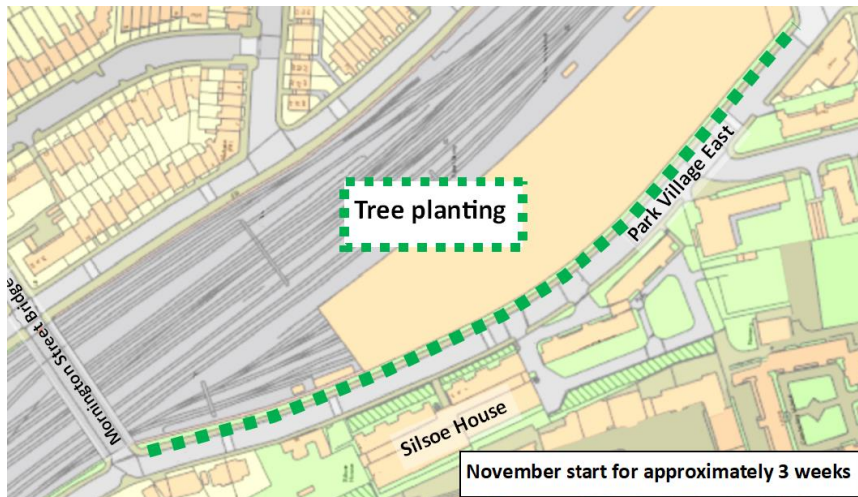 Tree planting
Park Village East
Mornington Street Bridge
Silsoe House
November start for approximately 3 weeks